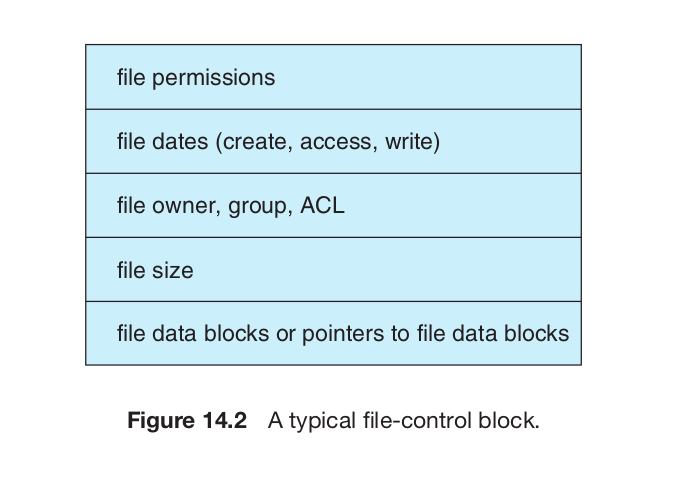 file permissions
file dates (create, access, write)
file owner, group, ACL
file size
file data blocks or pointers to file data blocks
Figure 14.2 A typical file-control block.